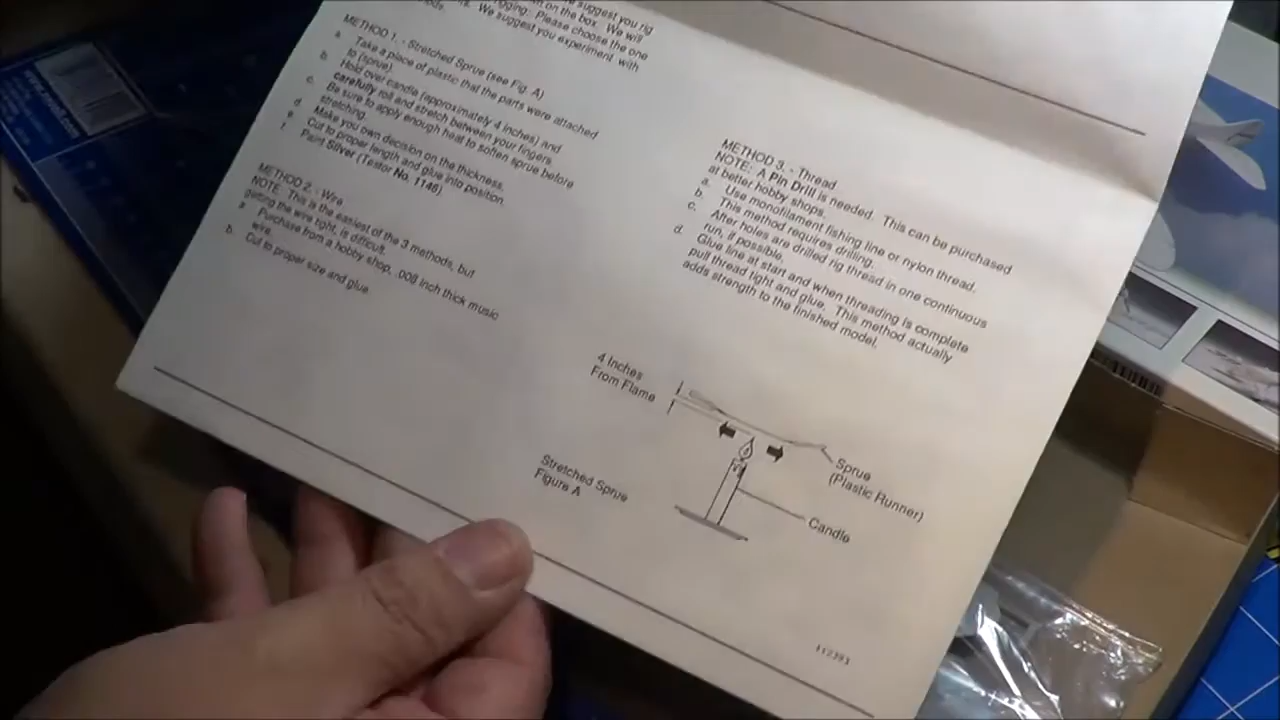 suggest you rig
on the box. We will
rigging. Please choose the one
We suggest you experiment with
METHOD 1. - Stretched Sprue (see Fig. A)
a. Take a place of plastic that the parts were attached
to (sprue).
b. Hold over candle (approximately 4 inches) and
carefully roll and stretch between your fingers.
c. Be sure to apply enough heat to soften sprue before
stretching.
d. Make you own decision on the thickness.
e. Cut to proper length and glue into position.
f. Paint Silver (Testor No. 1146).
METHOD 2. - Wire
NOTE: This is the easiest of the 3 methods, but
getting the wire tight, is difficult.
a. Purchase from a hobby shop, .008 inch thick music
wire.
b. Cut to proper size and glue.
METHOD 3. - Thread
NOTE: A Pin Drill is needed. This can be purchased
at better hobby shops.
a. Use monofilament fishing line or nylon thread.
b. This method requires drilling.
c. After holes are drilled rig thread in one continuous
run, if possible.
d. Glue line at start and when threading is complete
pull thread tight and glue. This method actually
adds strength to the finished model.
4 Inches
From Flame
Sprue
(Plastic Runner)
Candle
Stretched Sprue
Figure A
112393